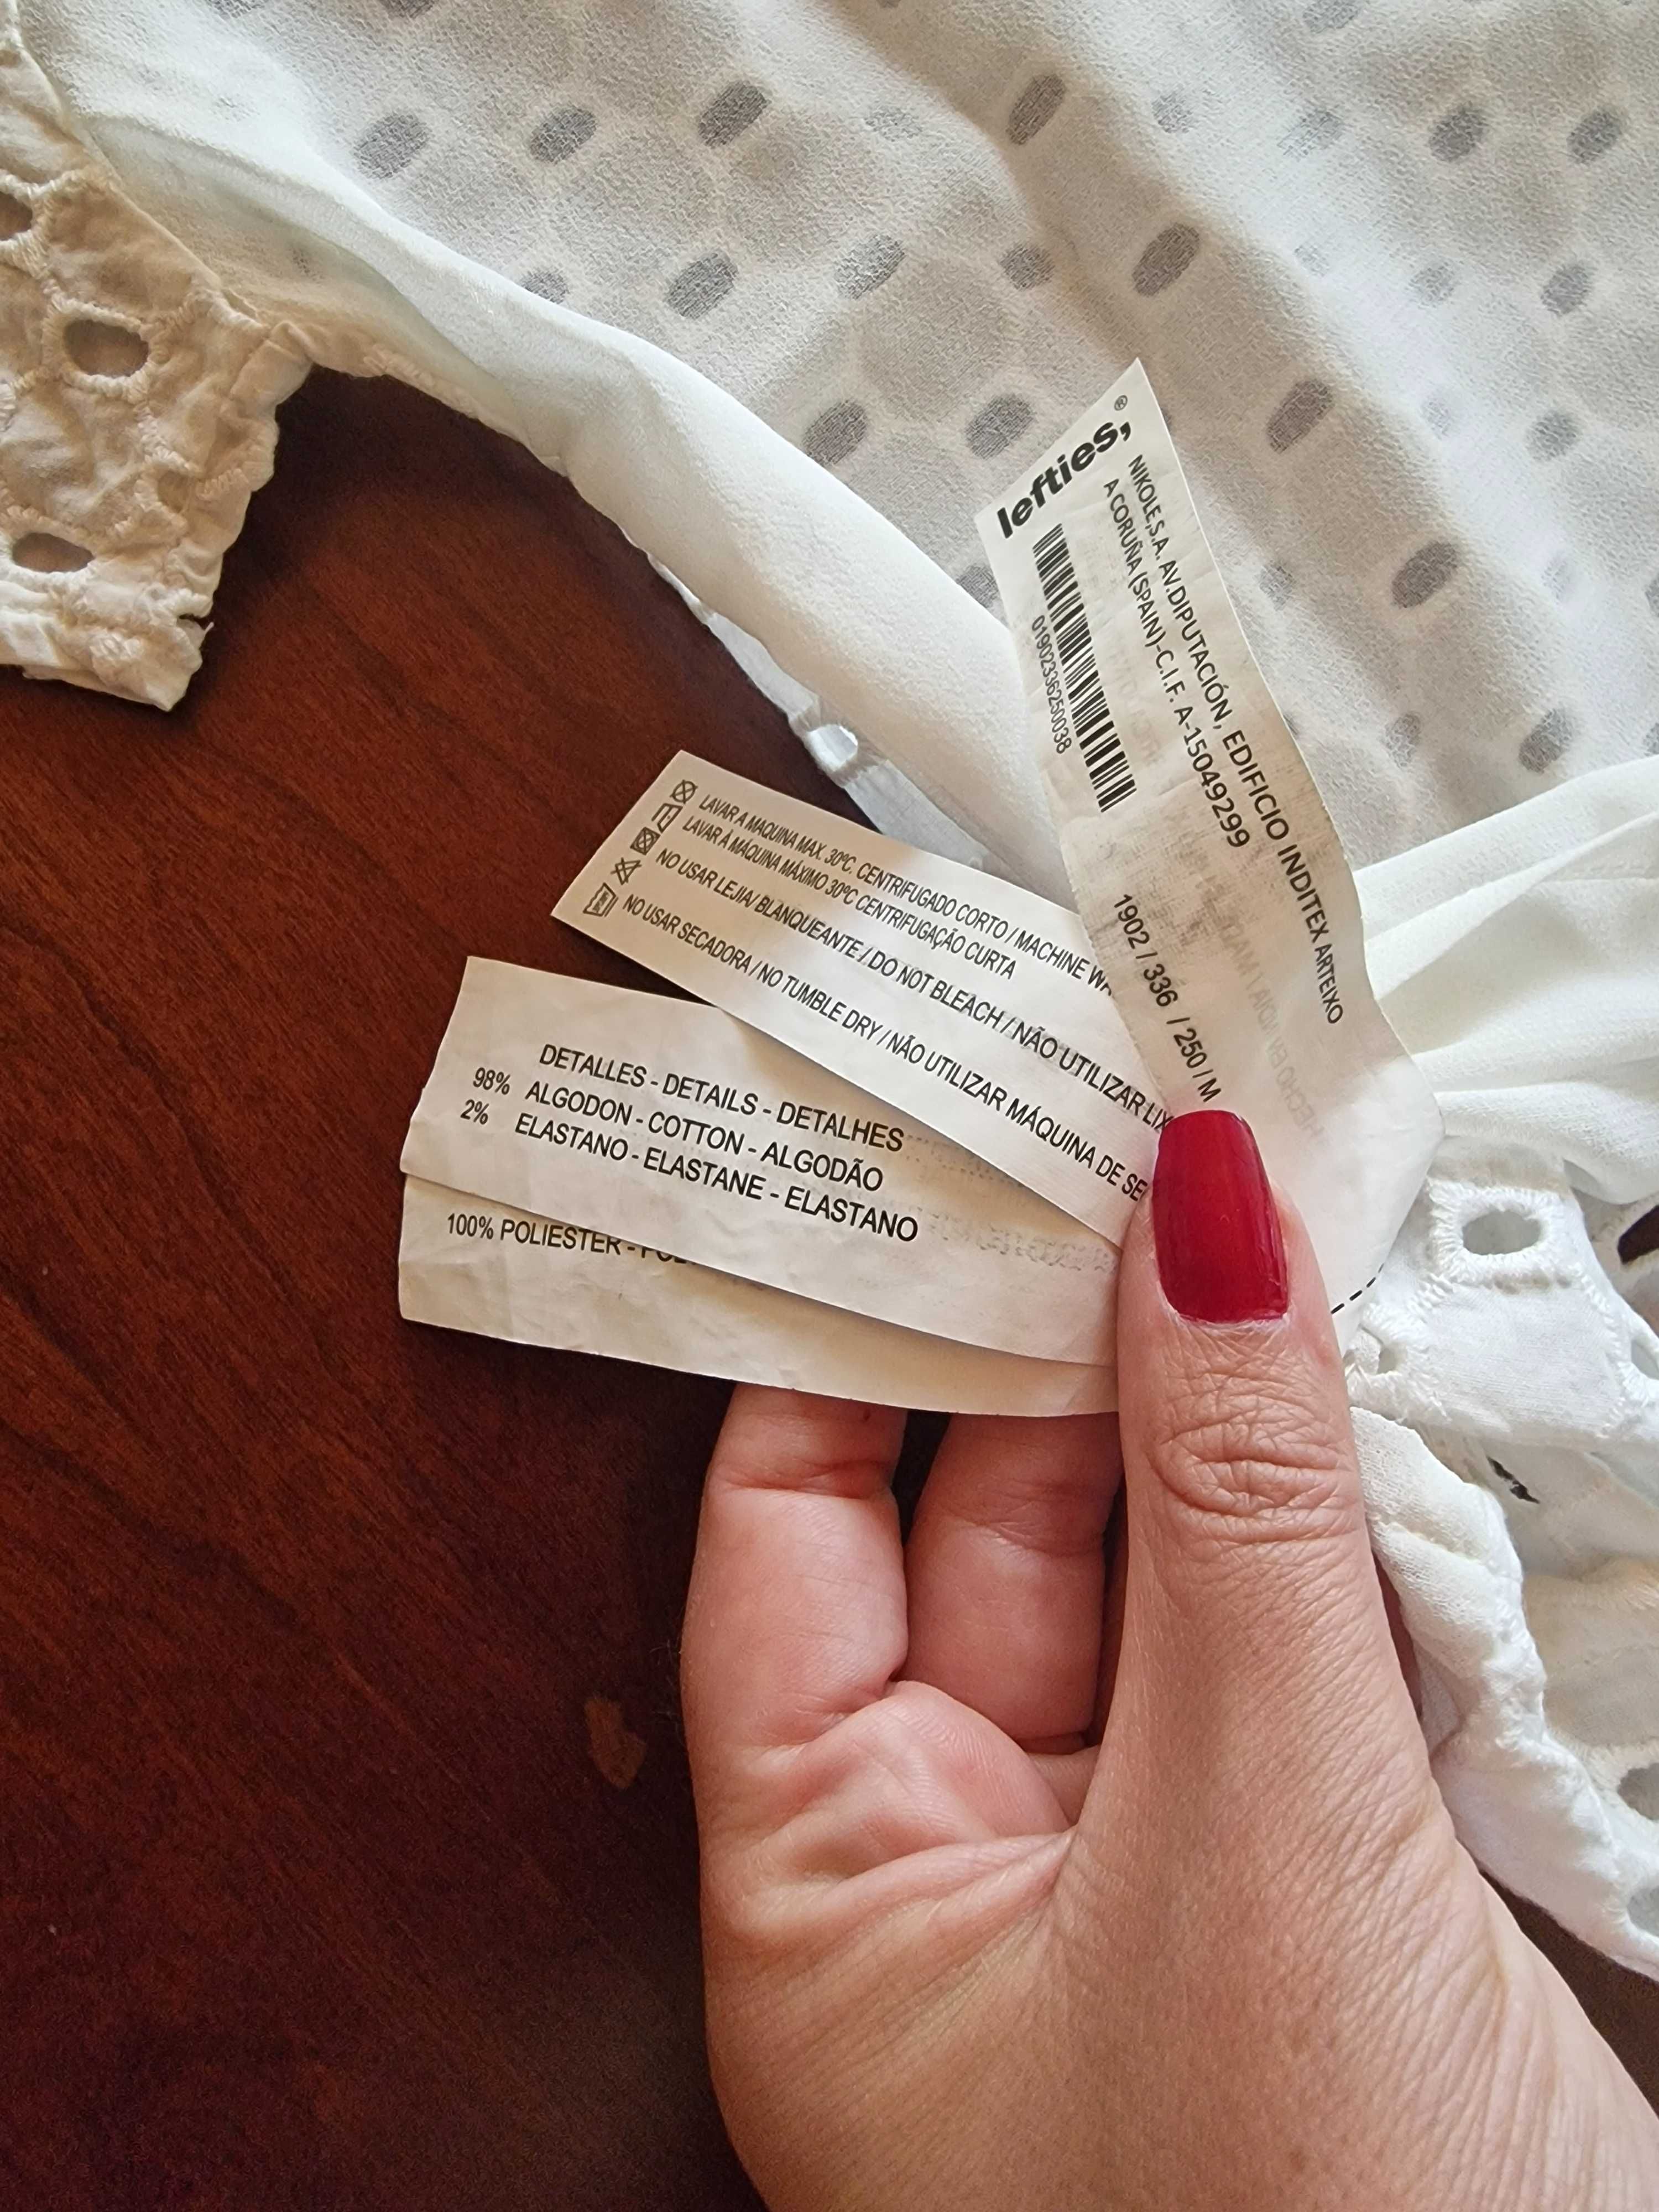 lefties,®
NIKOLE,S.A. AV.DIPUTACIÓN, EDIFICIO INDITEX ARTEIXO
A CORUÑA (SPAIN)-C.I.F. A-15049299
01902336250038
1902 / 336 / 250 / M
LAVAR A MAQUINA MAX. 30ºC. CENTRIFUGADO CORTO / MACHINE
LAVAR À MÁQUINA MÁXIMO 30ºC CENTRIFUGAÇÃO CURTA
NO USAR LEJIA/ BLANQUEANTE / DO NOT BLEACH / NÃO UTILIZAR
NO USAR SECADORA / NO TUMBLE DRY / NÃO UTILIZAR MÁQUINA DE
DETALLES - DETAILS - DETALHES
98% ALGODON - COTTON - ALGODÃO
2% ELASTANO - ELASTANE - ELASTANO
100% POLIESTER -